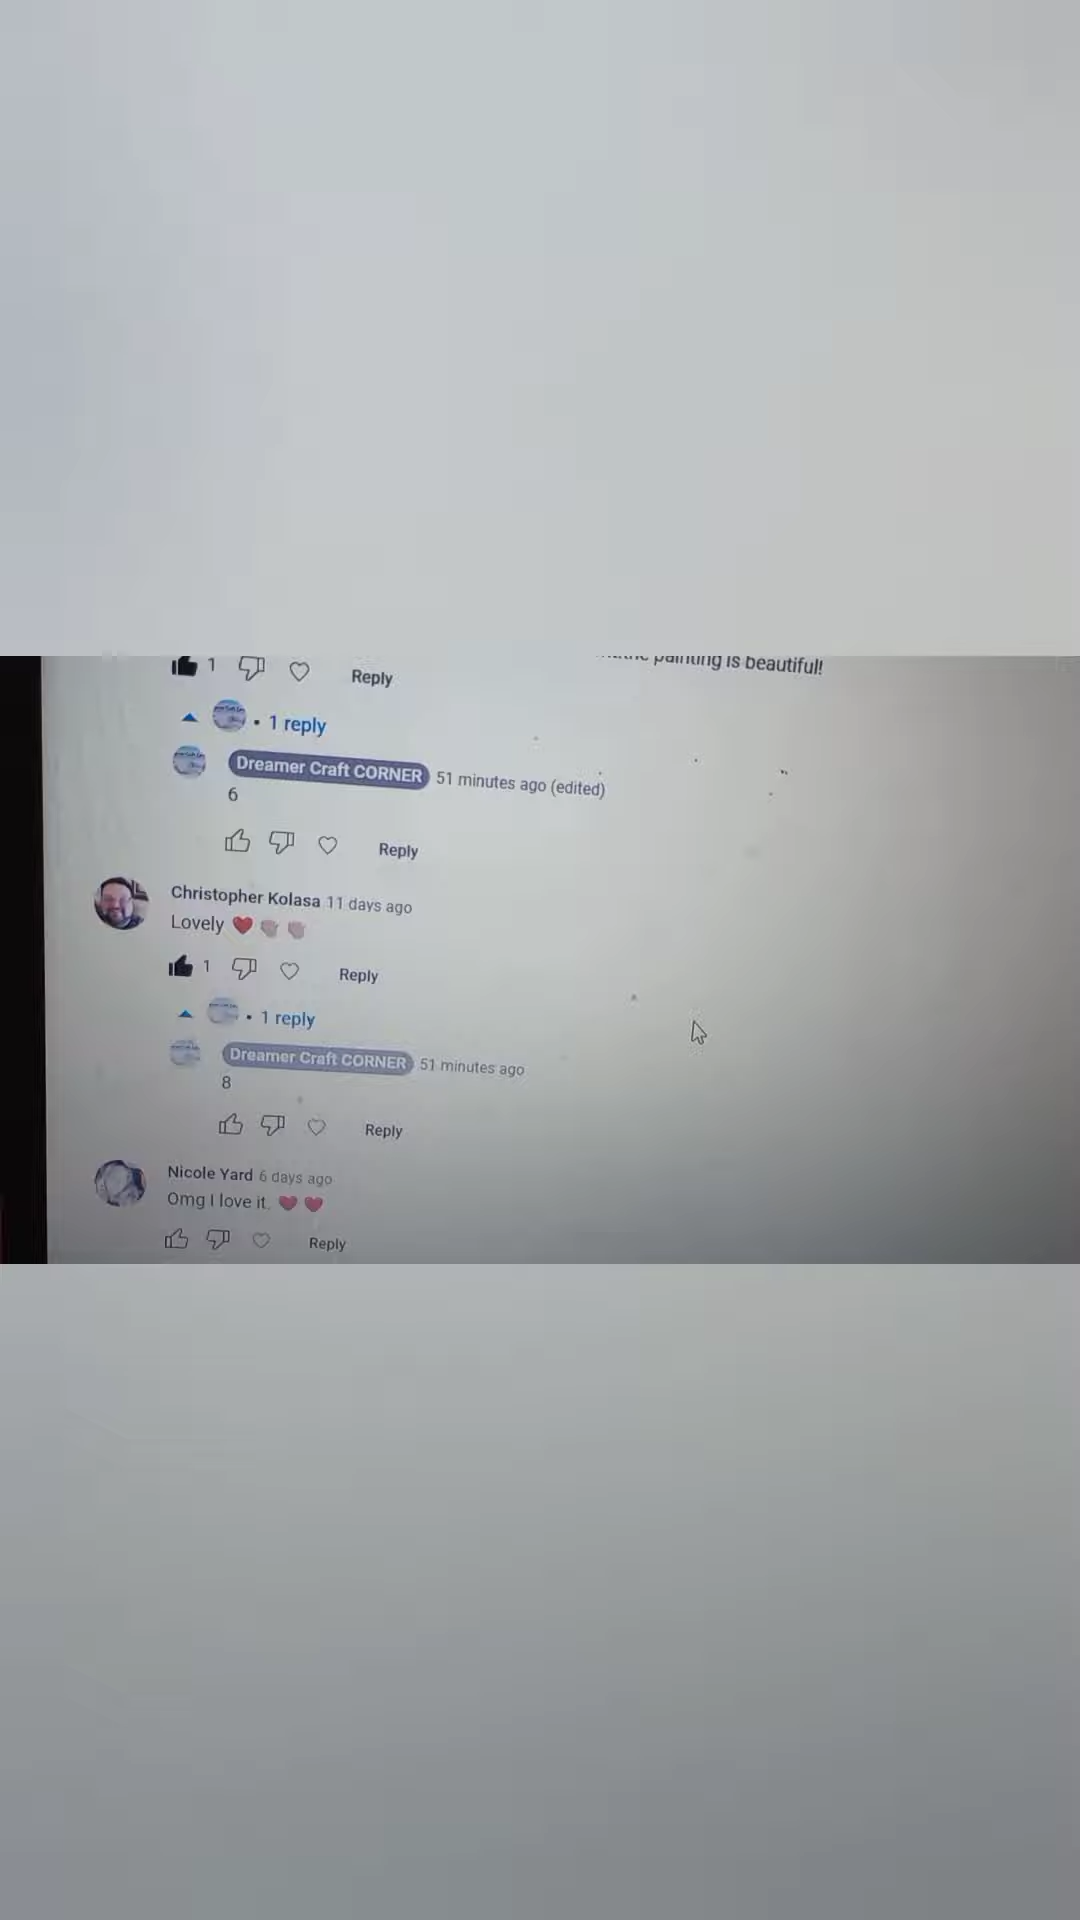 painting is beautiful!
1 Reply
• 1 reply
Dreamer Craft CORNER 51 minutes ago (edited)
6
Reply
Christopher Kolasa 11 days ago
Lovely ❤️
1 Reply
• 1 reply
Dreamer Craft CORNER 51 minutes ago
8
Reply
Nicole Yard 6 days ago
Omg I love it. ❤️ ❤️
Reply